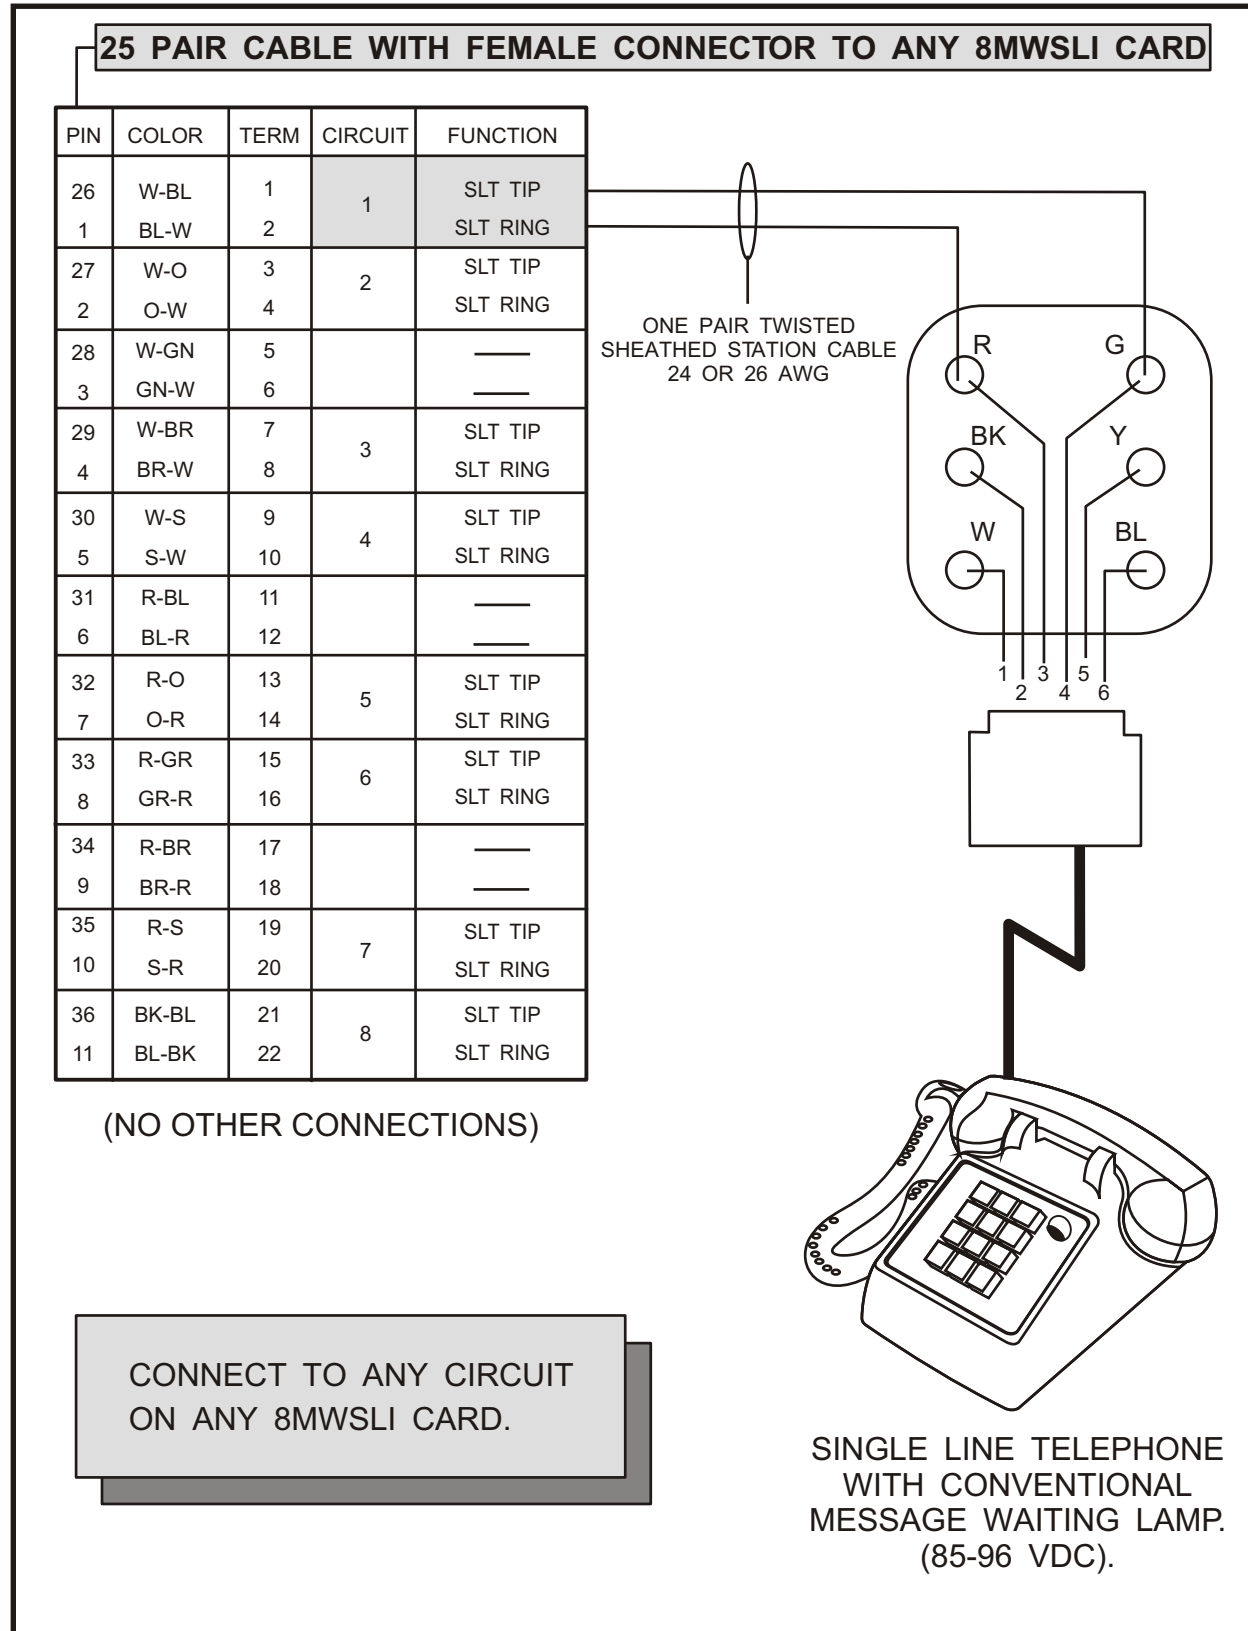 25 PAIR CABLE WITH FEMALE CONNECTOR TO ANY 8MWSLI CARD
PIN COLOR TERM CIRCUIT FUNCTION
26 W-BL 1 1 SLT TIP
1 BL-W 2 SLT RING
27 W-O 3 2 SLT TIP
2 O-W 4 SLT RING
28 W-GN 5
3 GN-W 6
29 W-BR 7 3 SLT TIP
4 BR-W 8 SLT RING
30 W-S 9 4 SLT TIP
5 S-W 10 SLT RING
31 R-BL 11
6 BL-R 12
32 R-O 13 5 SLT TIP
7 O-R 14 SLT RING
33 R-GR 15 6 SLT TIP
8 GR-R 16 SLT RING
34 R-BR 17
9 BR-R 18
35 R-S 19 7 SLT TIP
10 S-R 20 SLT RING
36 BK-BL 21 8 SLT TIP
11 BL-BK 22 SLT RING
(NO OTHER CONNECTIONS)
ONE PAIR TWISTED
SHEATHED STATION CABLE
24 OR 26 AWG
R G
BK Y
W BL
1 2 3 4 5 6
CONNECT TO ANY CIRCUIT
ON ANY 8MWSLI CARD.
SINGLE LINE TELEPHONE
WITH CONVENTIONAL
MESSAGE WAITING LAMP.
(85-96 VDC).